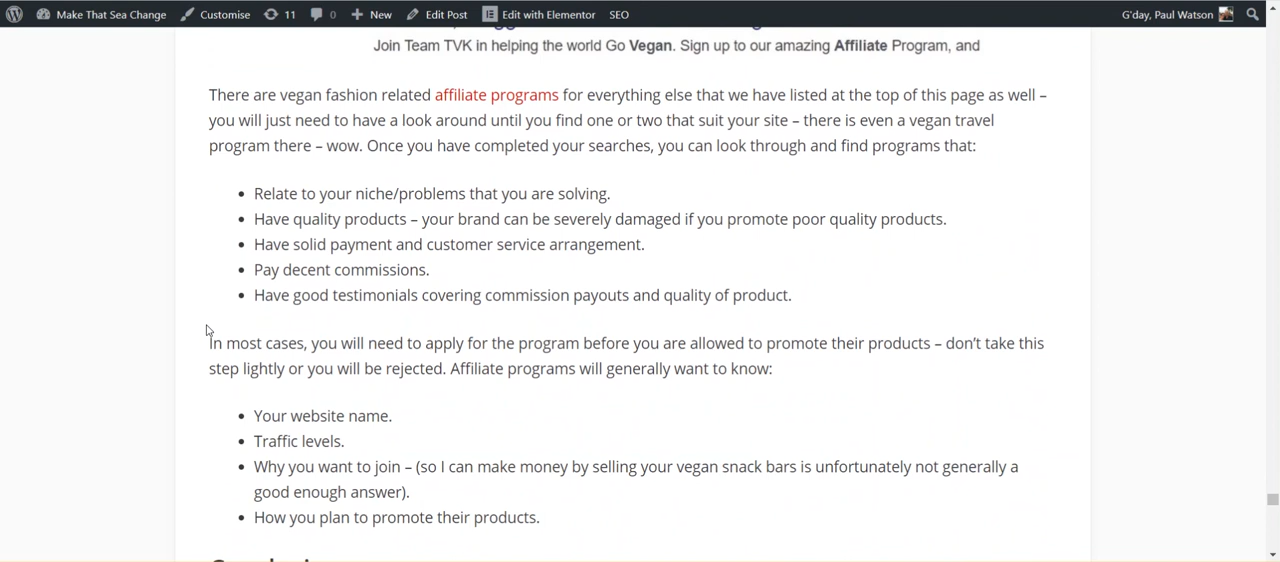 Make That Sea Change Customise 11 0 New Edit Post Edit with Elementor SEO G'day, Paul Watson
Join Team TVK in helping the world Go Vegan. Sign up to our amazing Affiliate Program, and
There are vegan fashion related affiliate programs for everything else that we have listed at the top of this page as well –
you will just need to have a look around until you find one or two that suit your site – there is even a vegan travel
program there – wow. Once you have completed your searches, you can look through and find programs that:
• Relate to your niche/problems that you are solving.
• Have quality products – your brand can be severely damaged if you promote poor quality products.
• Have solid payment and customer service arrangement.
• Pay decent commissions.
• Have good testimonials covering commission payouts and quality of product.
In most cases, you will need to apply for the program before you are allowed to promote their products – don’t take this
step lightly or you will be rejected. Affiliate programs will generally want to know:
• Your website name.
• Traffic levels.
• Why you want to join – (so I can make money by selling your vegan snack bars is unfortunately not generally a
good enough answer).
• How you plan to promote their products.